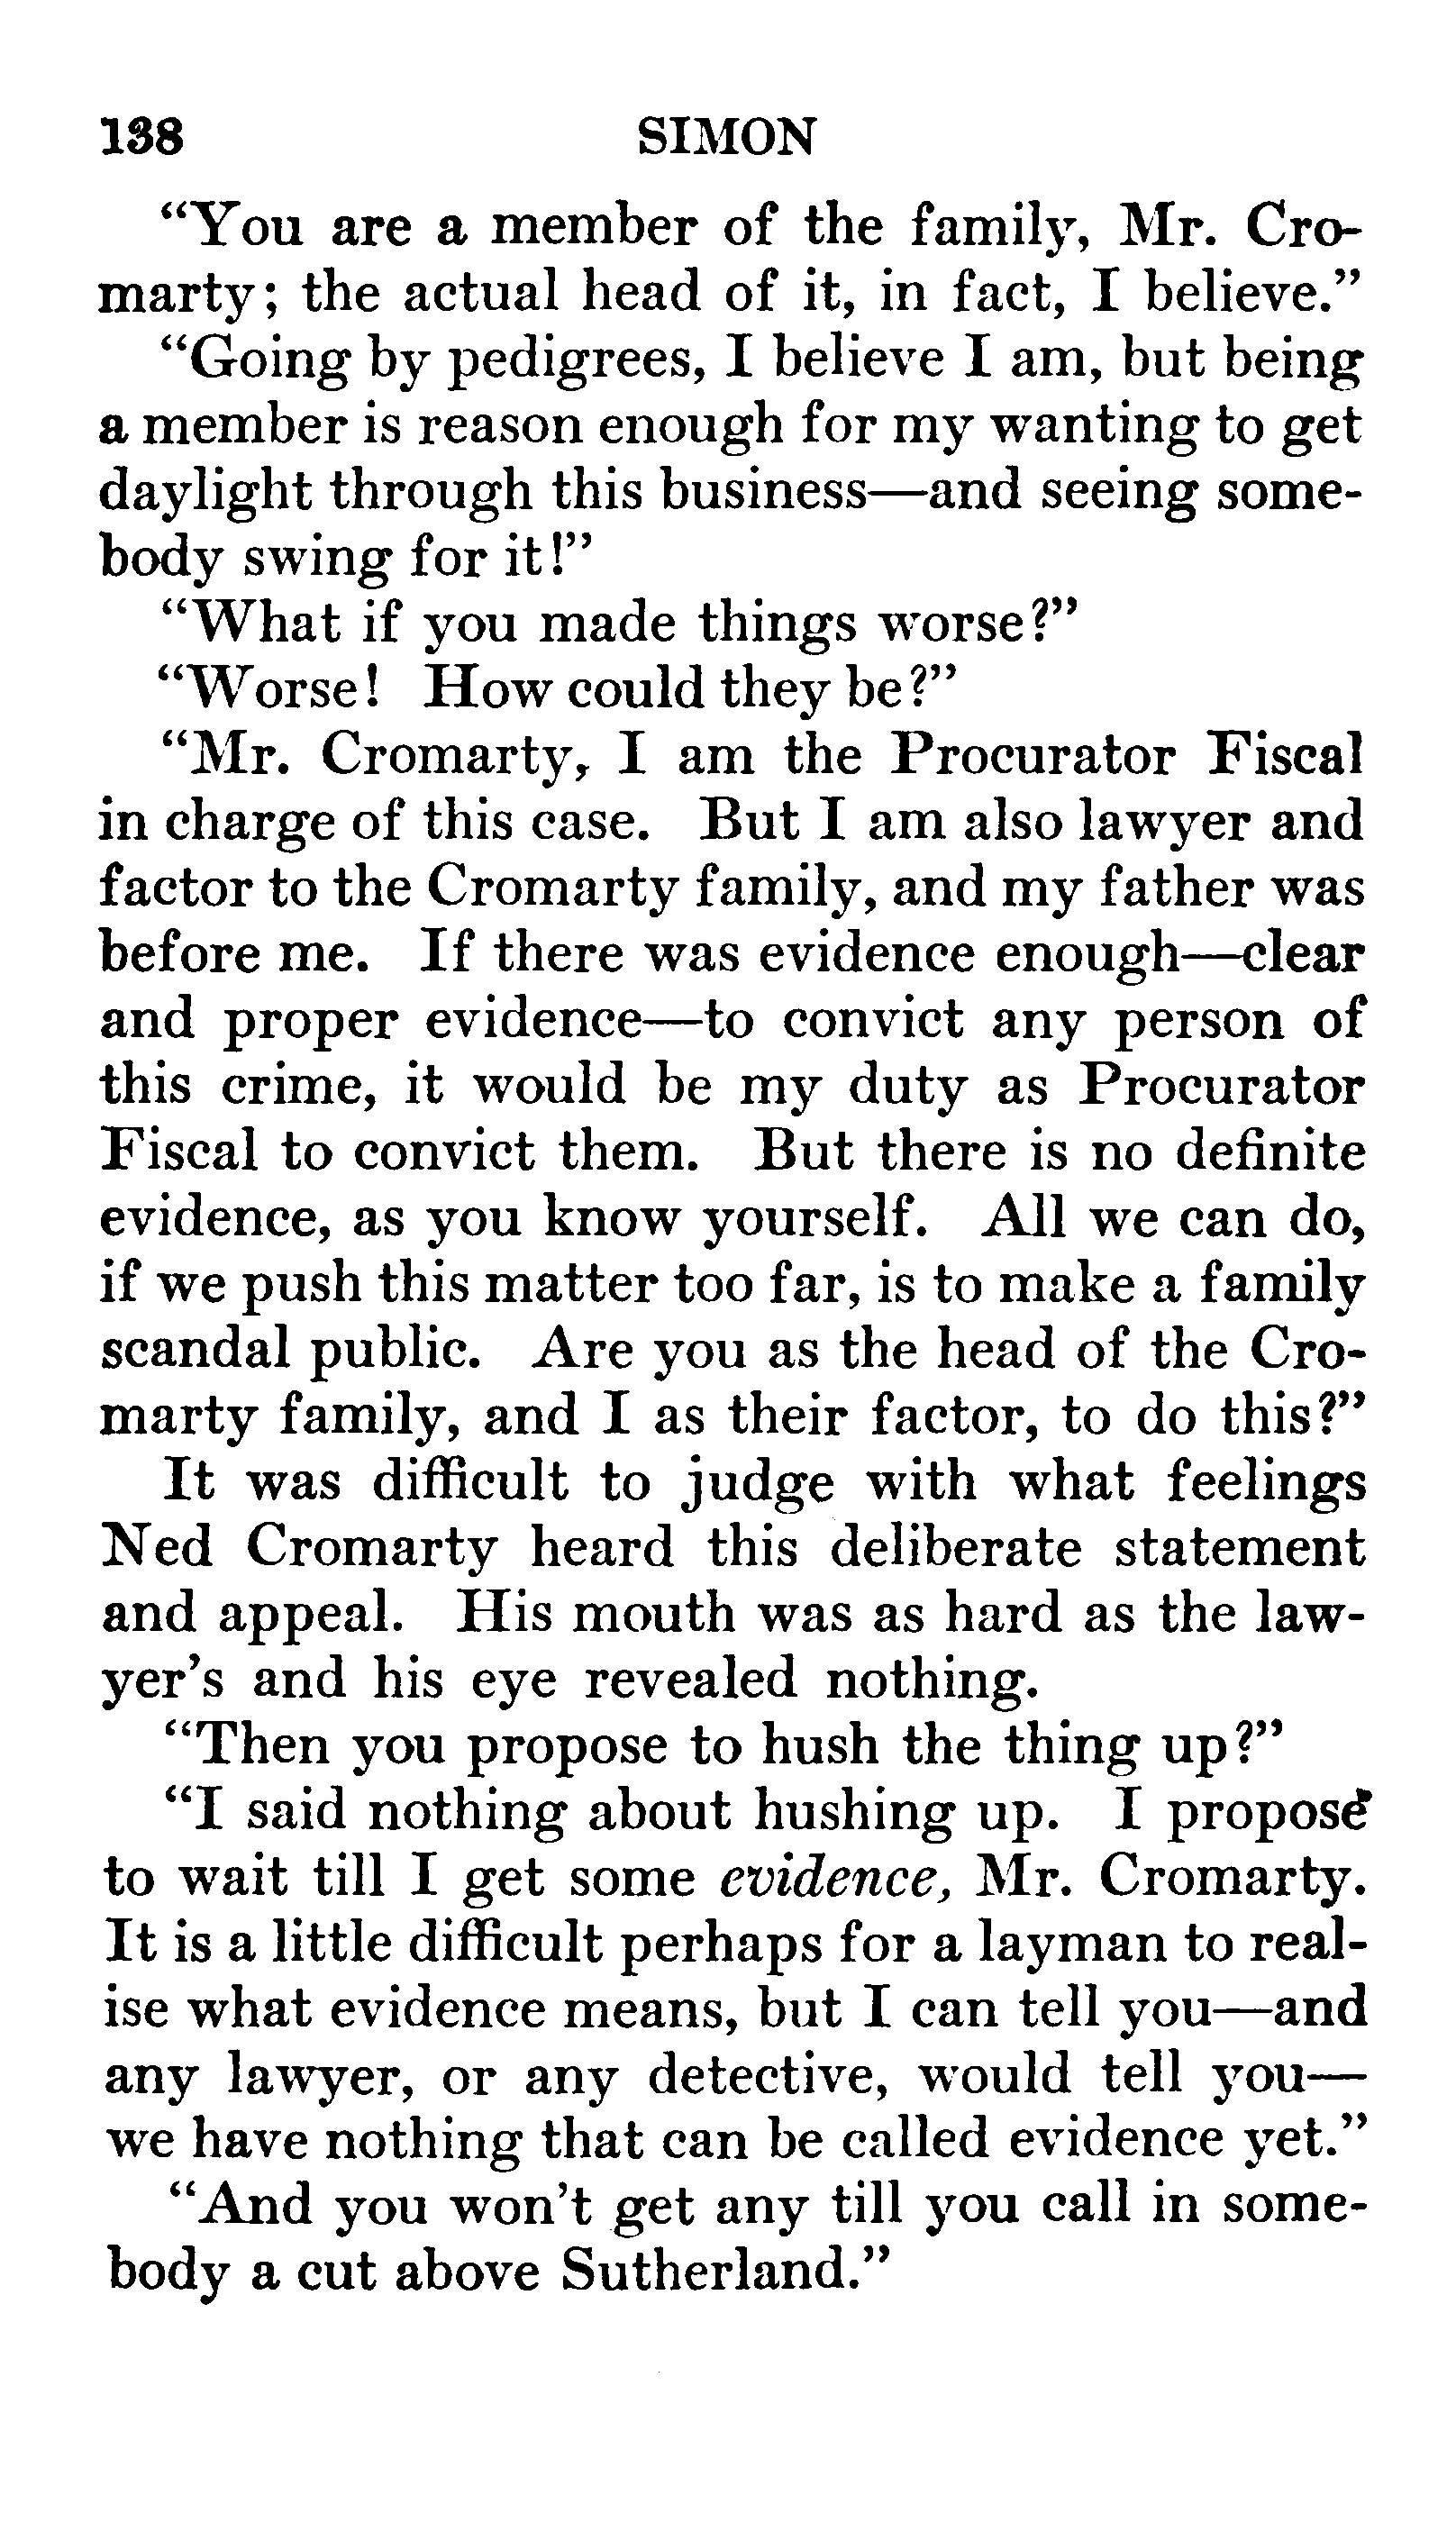 138 SIMON
“You are a member of the family, Mr. Cro-
marty; the actual head of it, in fact, I believe.”
“Going by pedigrees, I believe I am, but being
a member is reason enough for my wanting to get
daylight through this business—and seeing some-
body swing for it!”
“What if you made things worse?”
“Worse! How could they be?”
“Mr. Cromarty, I am the Procurator Fiscal
in charge of this case. But I am also lawyer and
factor to the Cromarty family, and my father was
before me. If there was evidence enough—clear
and proper evidence—to convict any person of
this crime, it would be my duty as Procurator
Fiscal to convict them. But there is no definite
evidence, as you know yourself. All we can do,
if we push this matter too far, is to make a family
scandal public. Are you as the head of the Cro-
marty family, and I as their factor, to do this?”
It was difficult to judge with what feelings
Ned Cromarty heard this deliberate statement
and appeal. His mouth was as hard as the law-
yer's and his eye revealed nothing.
“Then you propose to hush the thing up?”
“I said nothing about hushing up. I propose
to wait till I get some evidence, Mr. Cromarty.
It is a little difficult perhaps for a layman to real-
ise what evidence means, but I can tell you—and
any lawyer, or any detective, would tell you—
we have nothing that can be called evidence yet.”
“And you won't get any till you call in some-
body a cut above Sutherland.”